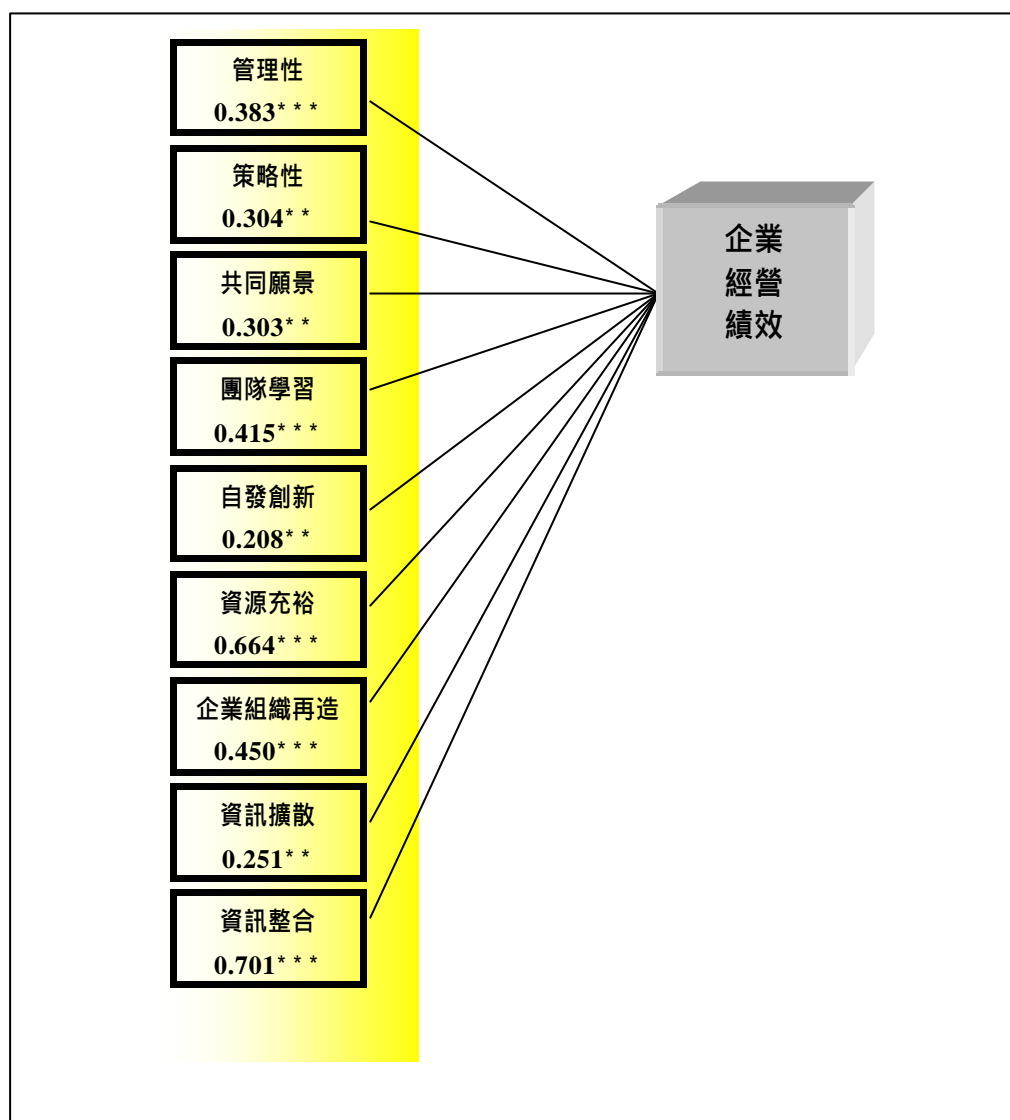 管理性
0.383***
策略性
0.304**
共同願景
0.303**
團隊學習
0.415***
自發創新
0.208**
資源充裕
0.664***
企業組織再造
0.450***
資訊擴散
0.251**
資訊整合
0.701***
企業
經營
績效